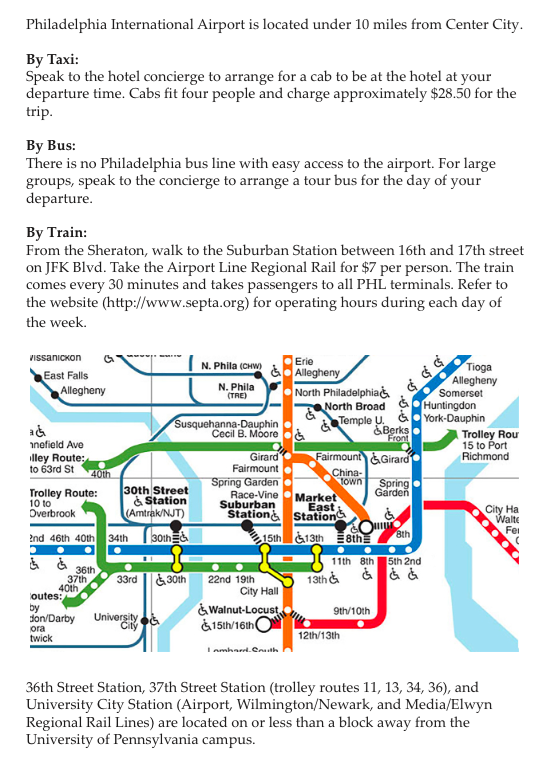 Philadelphia International Airport is located under 10 miles from Center City.
By Taxi:
Speak to the hotel concierge to arrange for a cab to be at the hotel at your
departure time. Cabs fit four people and charge approximately $28.50 for the
trip.
By Bus:
There is no Philadelphia bus line with easy access to the airport. For large
groups, speak to the concierge to arrange a tour bus for the day of your
departure.
By Train:
From the Sheraton, walk to the Suburban Station between 16th and 17th street
on JFK Blvd. Take the Airport Line Regional Rail for $7 per person. The train
comes every 30 minutes and takes passengers to all PHL terminals. Refer to
the website (http://www.septa.org) for operating hours during each day of
the week.
vissanickon
East Falls
Allegheny
N. Phila (CHW)
N. Phila
(TRE)
Erie
Allegheny
North Philadelphia
North Broad
Temple U.
Tioga
Allegheny
Somerset
Huntingdon
York-Dauphin
Berks
Front
Girard
Susquehanna-Dauphin
Cecil B. Moore
Girard
Fairmount
Fairmount
Trolley Rou
15 to Port
Richmond
nefield Ave
olley Route:
to 63rd St
40th
Spring Garden
Race-Vine
China-
town
Spring
Garden
Trolley Route:
10 to
Overbrook
30th Street
Station
(Amtrak/NJT)
Suburban
Station
Market
East
Station
City Ha
Walt
Fe
2nd
46th
40th
34th
30th
15th
13th
8th
8th
11th
8th
5th
2nd
36th
37th
40th
33rd
30th
22nd
19th
City Hall
13th
outes:
by
don/Darby
ora
twick
University
City
Walnut-Locust
15th/16th
9th/10th
12th/13th
Lombard-South
36th Street Station, 37th Street Station (trolley routes 11, 13, 34, 36), and
University City Station (Airport, Wilmington/Newark, and Media/Elwyn
Regional Rail Lines) are located on or less than a block away from the
University of Pennsylvania campus.